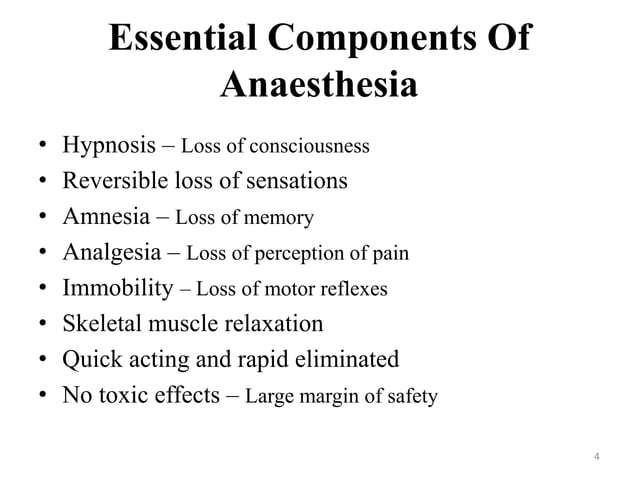 Essential Components Of
Anaesthesia
• Hypnosis – Loss of consciousness
• Reversible loss of sensations
• Amnesia – Loss of memory
• Analgesia – Loss of perception of pain
• Immobility – Loss of motor reflexes
• Skeletal muscle relaxation
• Quick acting and rapid eliminated
• No toxic effects – Large margin of safety
4